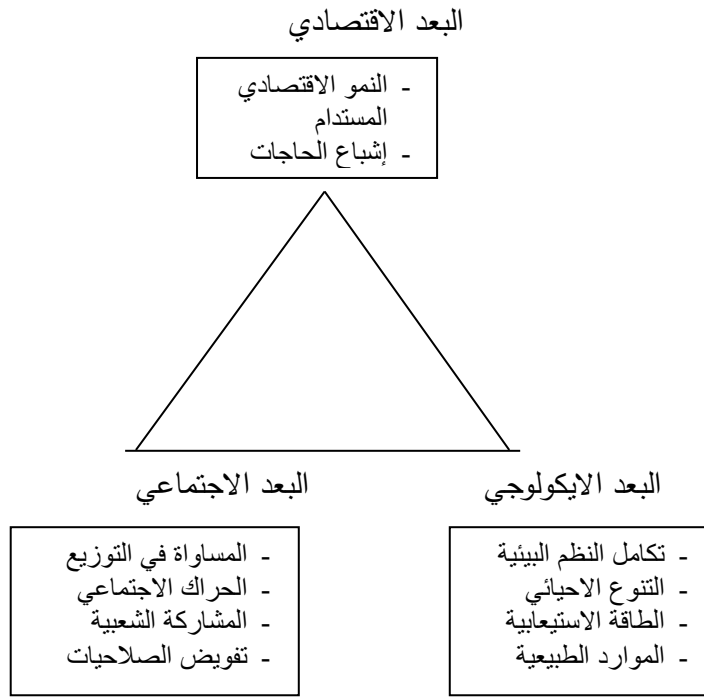 البعد الاقتصادي
- النمو الاقتصادي
المستدام
- إشباع الحاجات
البعد الايكولوجي
البعد الاجتماعي
- تكامل النظم البيئية
- التنوع الاحيائي
- الطاقة الاستيعابية
- الموارد الطبيعية
- المساواة في التوزيع
- الحراك الاجتماعي
- المشاركة الشعبية
- تفويض الصلاحيات